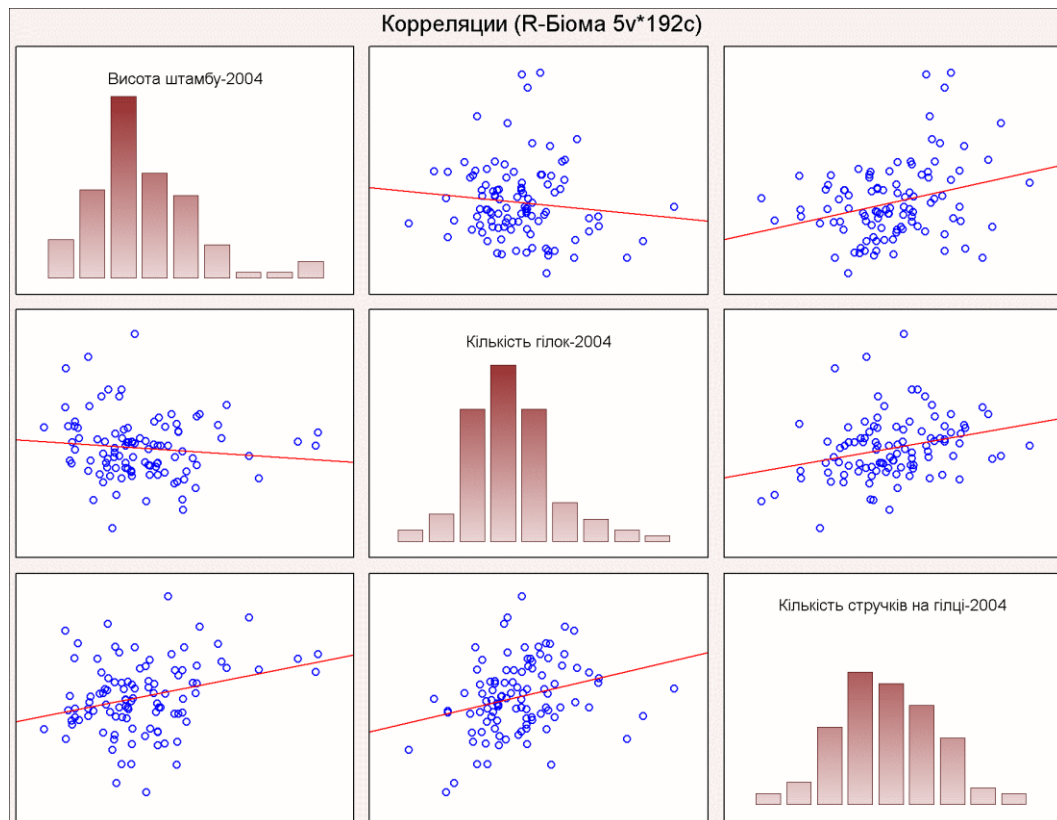 Корреляции (R-Біома 5v*192c)
Висота штамбу-2004
Кількість гілок-2004
Кількість стручків на гілці-2004